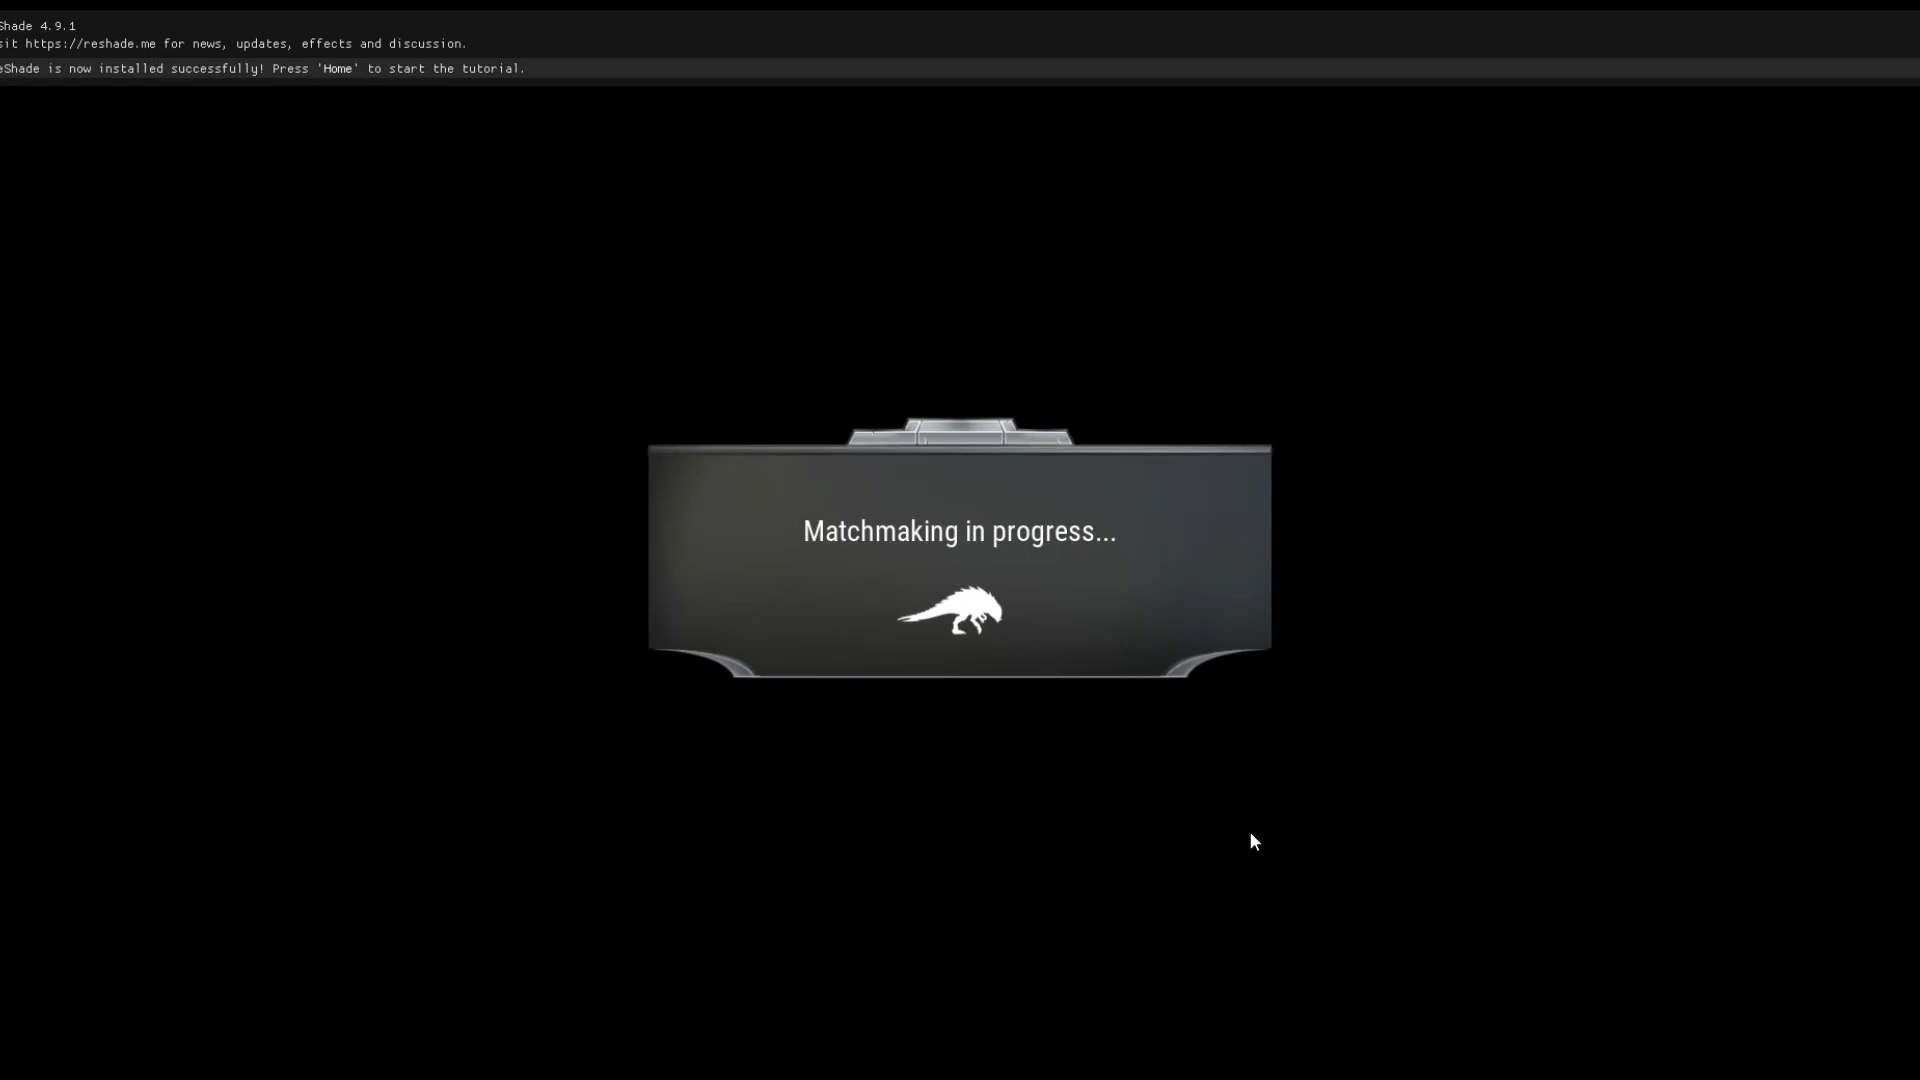 Shade 4.9.1
sit https://reshade.me for news, updates, effects and discussion.
eShade is now installed successfully! Press 'Home' to start the tutorial.
Matchmaking in progress...